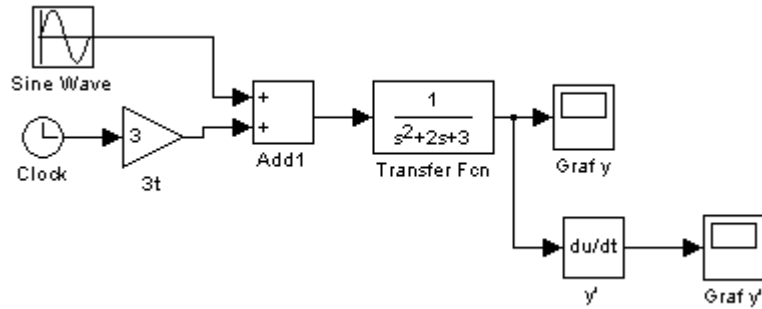 Sine Wave
Clock
3
3t
+
+
Add1
1
s2+2s+3
Transfer Fcn
Graf y
du/dt
y'
Graf y'